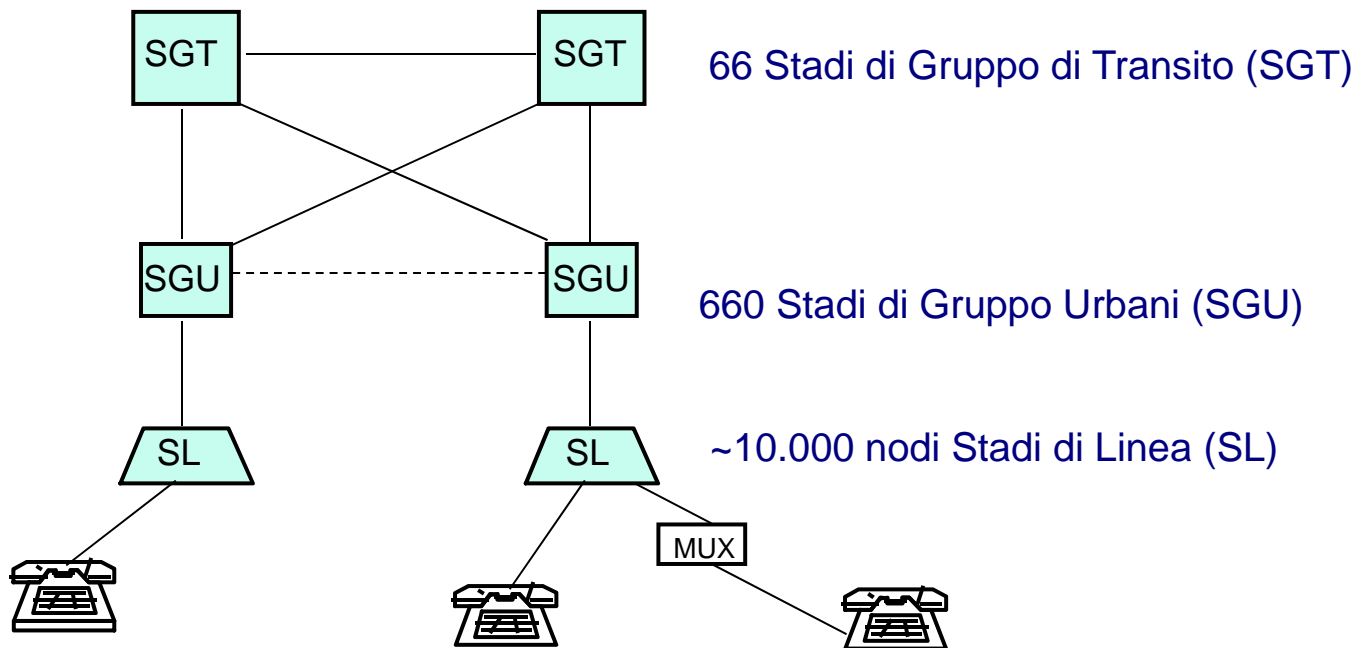 SGT
SGT
66 Stadi di Gruppo di Transito (SGT)
SGU
SGU
660 Stadi di Gruppo Urbani (SGU)
SL
SL
~10.000 nodi Stadi di Linea (SL)
MUX